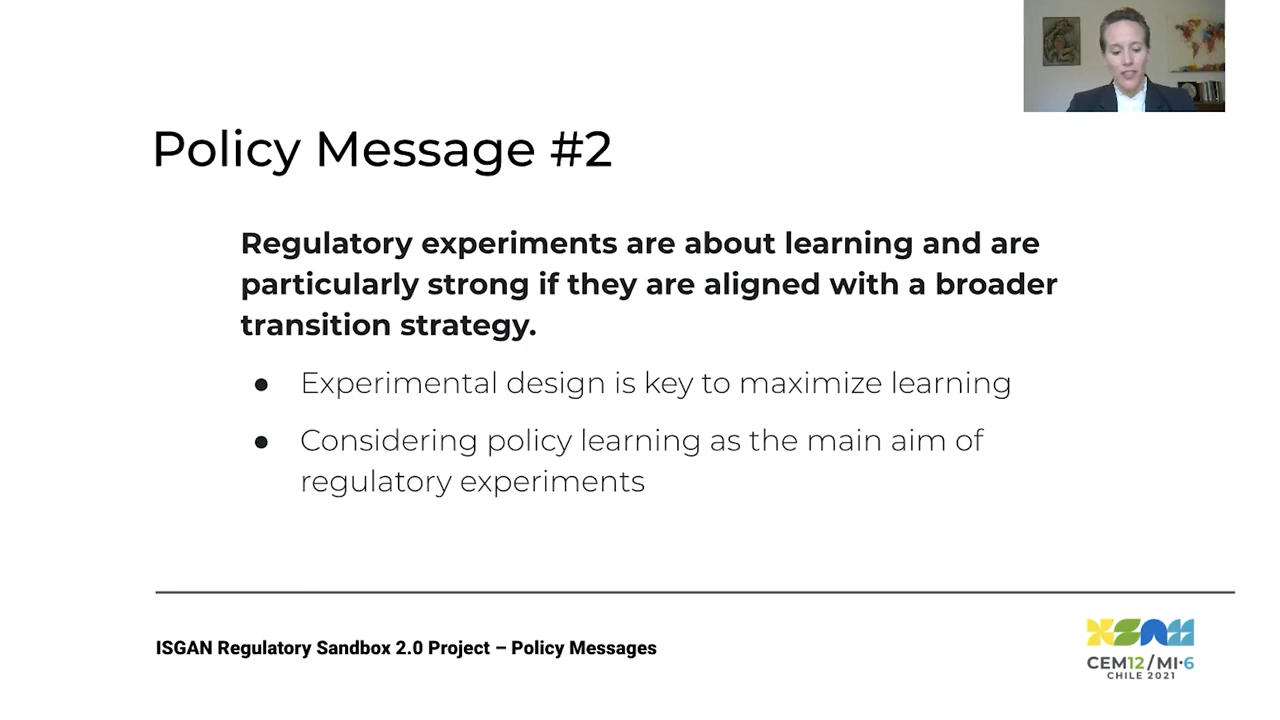 Policy Message #2
Regulatory experiments are about learning and are
particularly strong if they are aligned with a broader
transition strategy.
● Experimental design is key to maximize learning
● Considering policy learning as the main aim of
regulatory experiments
ISGAN Regulatory Sandbox 2.0 Project – Policy Messages
CEM12/MI·6
CHILE 2021